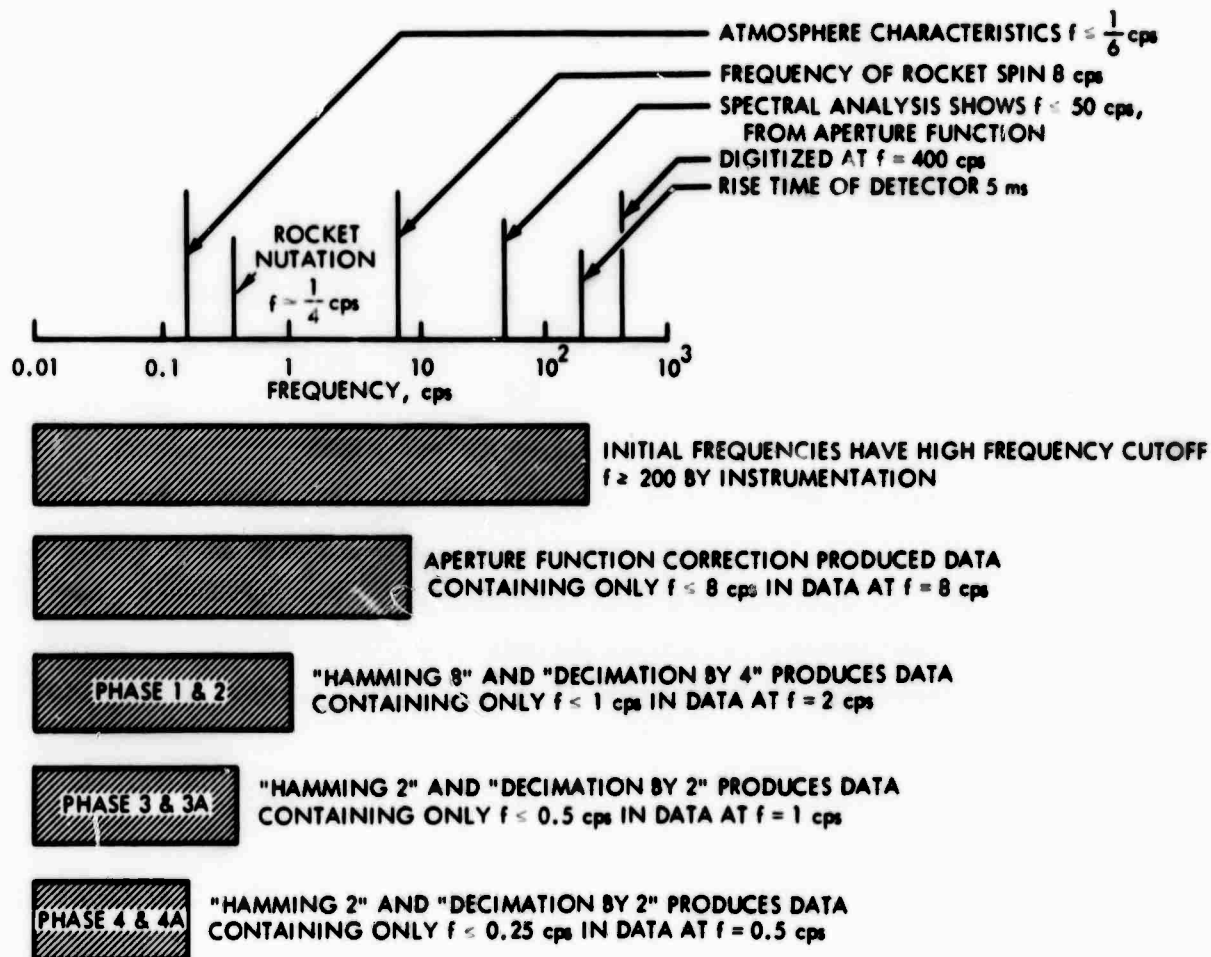 ATMOSPHERE CHARACTERISTICS f ≤ 1/6 cps
FREQUENCY OF ROCKET SPIN 8 cps
SPECTRAL ANALYSIS SHOWS f ≤ 50 cps,
FROM APERTURE FUNCTION
DIGITIZED AT f = 400 cps
RISE TIME OF DETECTOR 5 ms
ROCKET
NUTATION
f ≈ 1/4 cps
0.01 0.1 1 10 10² 10³
FREQUENCY, cps
INITIAL FREQUENCIES HAVE HIGH FREQUENCY CUTOFF
f ≥ 200 BY INSTRUMENTATION
APERTURE FUNCTION CORRECTION PRODUCED DATA
CONTAINING ONLY f ≤ 8 cps IN DATA AT f = 8 cps
PHASE 1 & 2
"HAMMING 8" AND "DECIMATION BY 4" PRODUCES DATA
CONTAINING ONLY f ≤ 1 cps IN DATA AT f = 2 cps
PHASE 3 & 3A
"HAMMING 2" AND "DECIMATION BY 2" PRODUCES DATA
CONTAINING ONLY f ≤ 0.5 cps IN DATA AT f = 1 cps
PHASE 4 & 4A
"HAMMING 2" AND "DECIMATION BY 2" PRODUCES DATA
CONTAINING ONLY f ≤ 0.25 cps IN DATA AT f = 0.5 cps